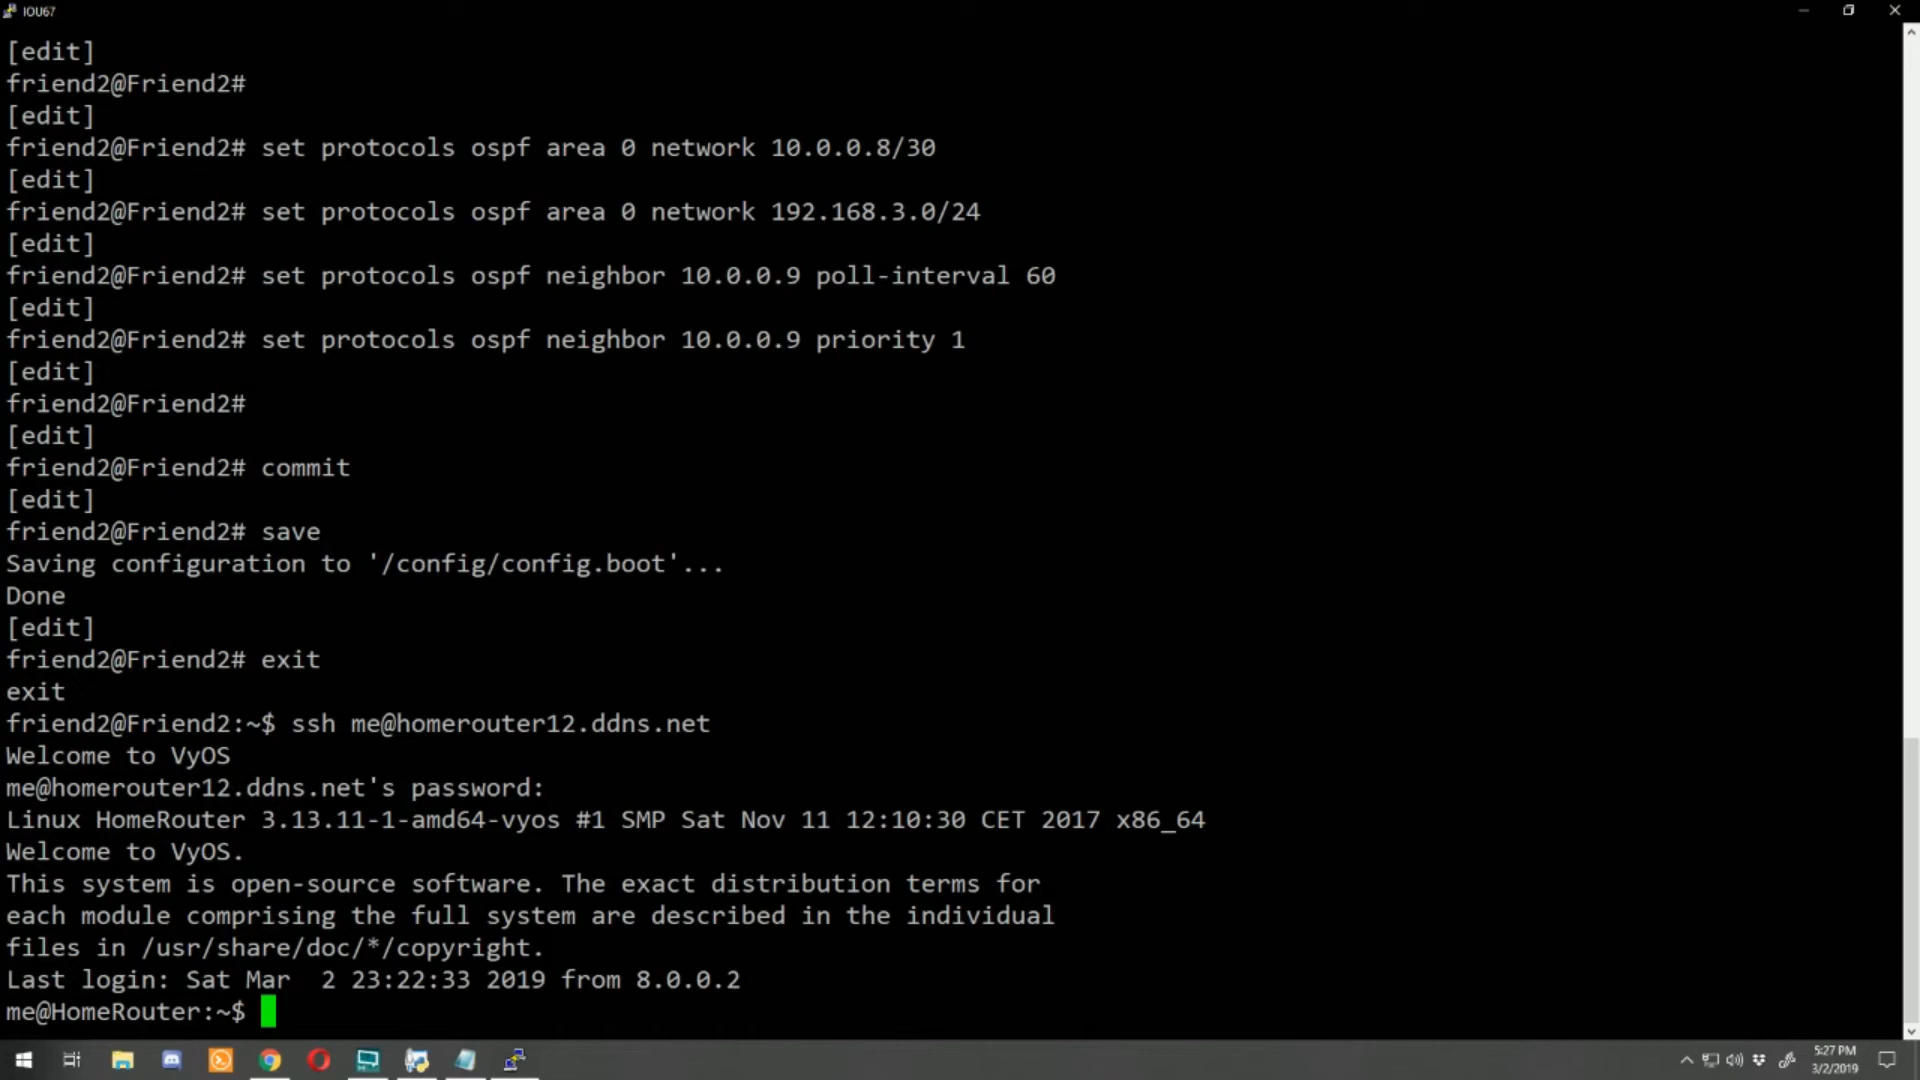 IOU67
[edit]
friend2@Friend2#
[edit]
friend2@Friend2# set protocols ospf area 0 network 10.0.0.8/30
[edit]
friend2@Friend2# set protocols ospf area 0 network 192.168.3.0/24
[edit]
friend2@Friend2# set protocols ospf neighbor 10.0.0.9 poll-interval 60
[edit]
friend2@Friend2# set protocols ospf neighbor 10.0.0.9 priority 1
[edit]
friend2@Friend2#
[edit]
friend2@Friend2# commit
[edit]
friend2@Friend2# save
Saving configuration to '/config/config.boot'...
Done
[edit]
friend2@Friend2# exit
exit
friend2@Friend2:~$ ssh me@homerouter12.ddns.net
Welcome to VyOS
me@homerouter12.ddns.net's password:
Linux HomeRouter 3.13.11-1-amd64-vyos #1 SMP Sat Nov 11 12:10:30 CET 2017 x86_64
Welcome to VyOS.
This system is open-source software. The exact distribution terms for
each module comprising the full system are described in the individual
files in /usr/share/doc/*/copyright.
Last login: Sat Mar  2 23:22:33 2019 from 8.0.0.2
me@HomeRouter:~$
5:27 PM
3/2/2019